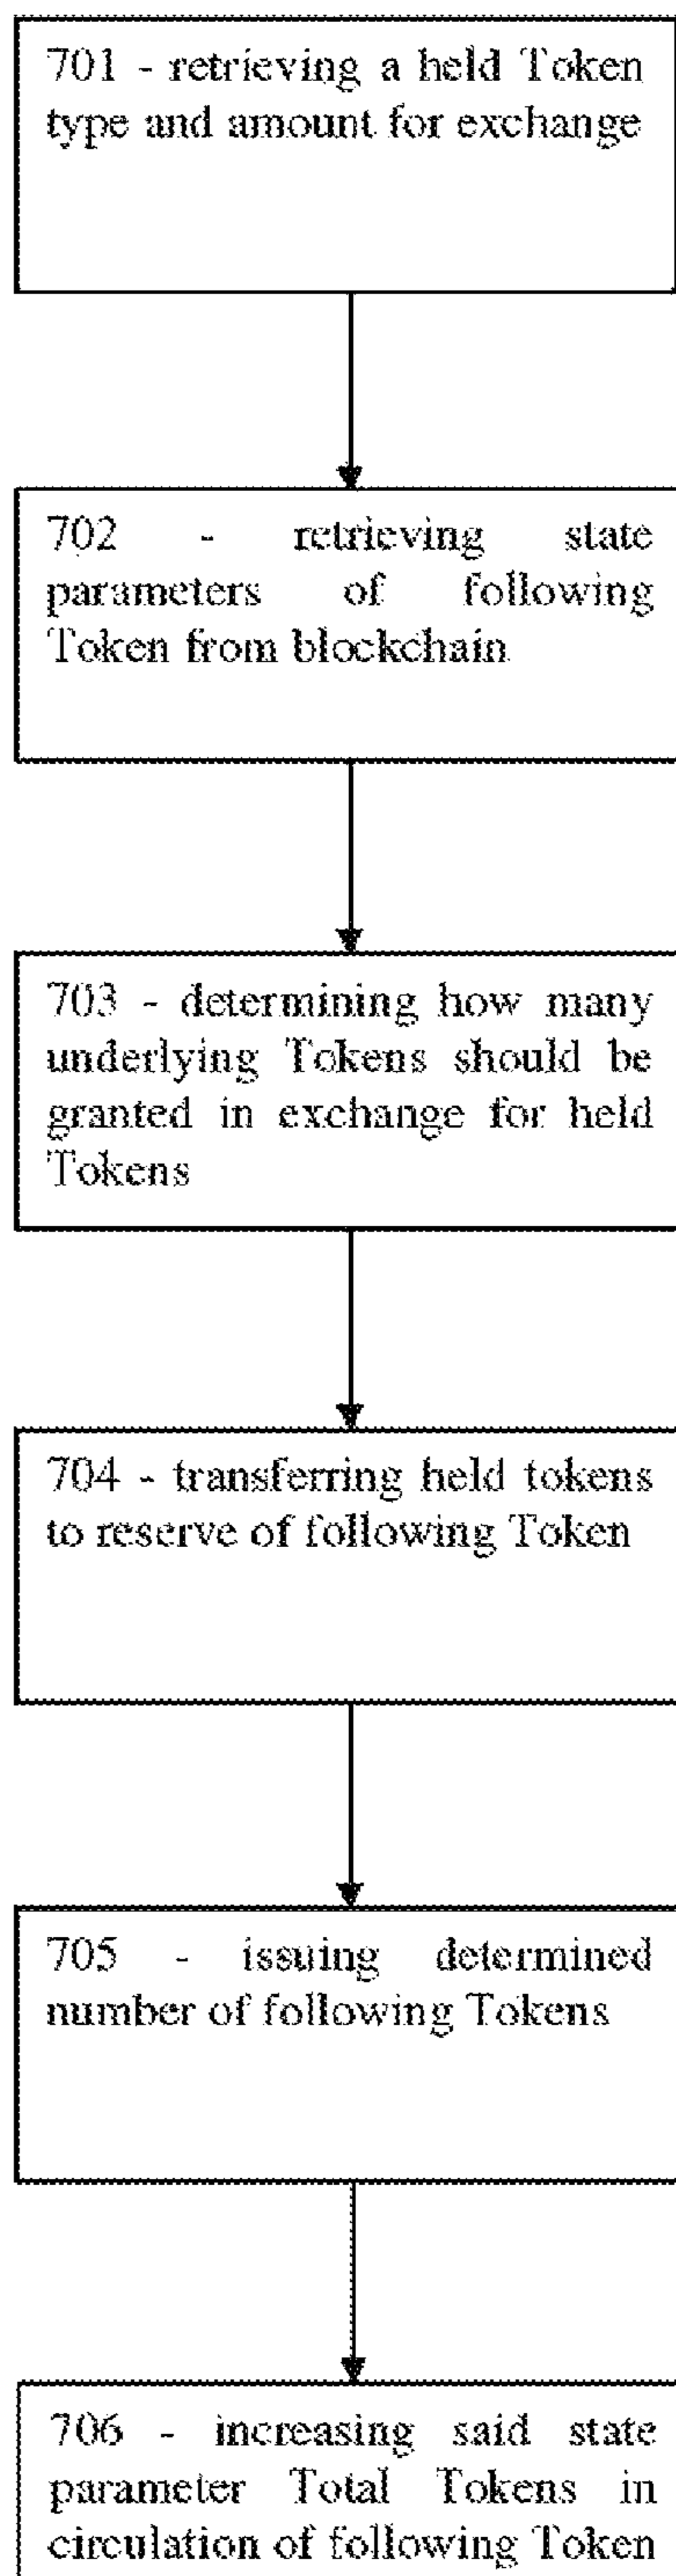 701 - retrieving a held Token
type and amount for exchange
702 - retrieving state
parameters of following
Token from blockchain
703 - determining how many
underlying Tokens should be
granted in exchange for held
Tokens
704 - transferring held tokens
to reserve of following Token
705 - issuing determined
number of following Tokens
706 - increasing said state
parameter Total Tokens in
circulation of following Token